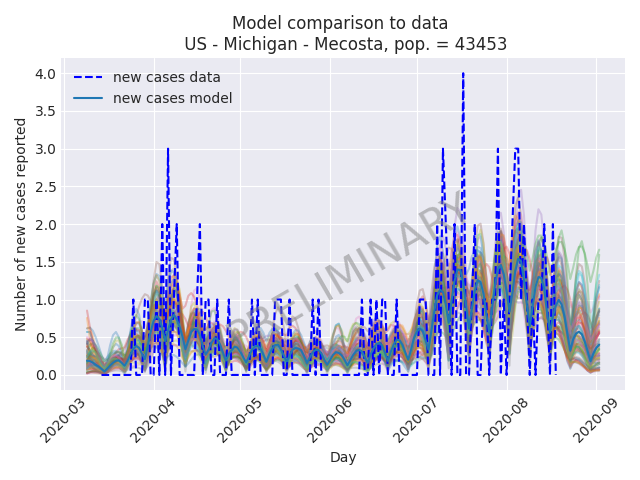 Model comparison to data
US - Michigan - Mecosta, pop. = 43453
new cases data
new cases model
4.0
3.5
3.0
2.5
2.0
1.5
1.0
0.5
0.0
Number of new cases reported
PRELIMINARY
2020-03
2020-04
2020-05
2020-06
2020-07
2020-08
2020-09
Day